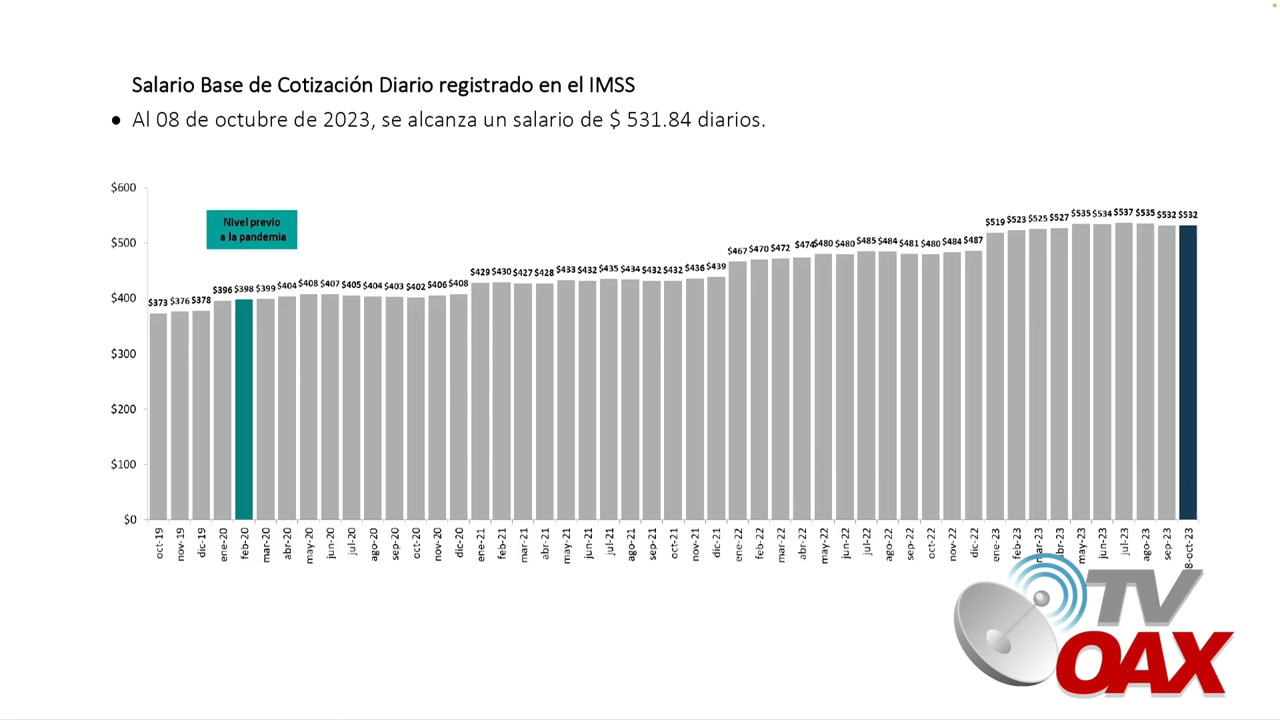 Salario Base de Cotización Diario registrado en el IMSS
● Al 08 de octubre de 2023, se alcanza un salario de $ 531.84 diarios.
$600
$500
$400
$300
$200
$100
$0
Nivel previo
a la pandemia
$373 $376 $378 $396 $398 $399 $404 $408 $407 $405 $404 $403 $402 $406 $408 $429 $430 $427 $428 $433 $432 $435 $434 $432 $432 $436 $439 $467 $470 $472 $474 $480 $480 $485 $484 $481 $480 $484 $487 $519 $523 $525 $527 $535 $534 $537 $535 $532 $532
oct-19 nov-19 dic-19 ene-20 feb-20 mar-20 abr-20 may-20 jun-20 jul-20 ago-20 sep-20 oct-20 nov-20 dic-20 ene-21 feb-21 mar-21 abr-21 may-21 jun-21 jul-21 ago-21 sep-21 oct-21 nov-21 dic-21 ene-22 feb-22 mar-22 abr-22 may-22 jun-22 jul-22 ago-22 sep-22 oct-22 nov-22 dic-22 ene-23 feb-23 mar-23 abr-23 may-23 jun-23 jul-23 ago-23 sep-23 8-oct-23
TV
OAX